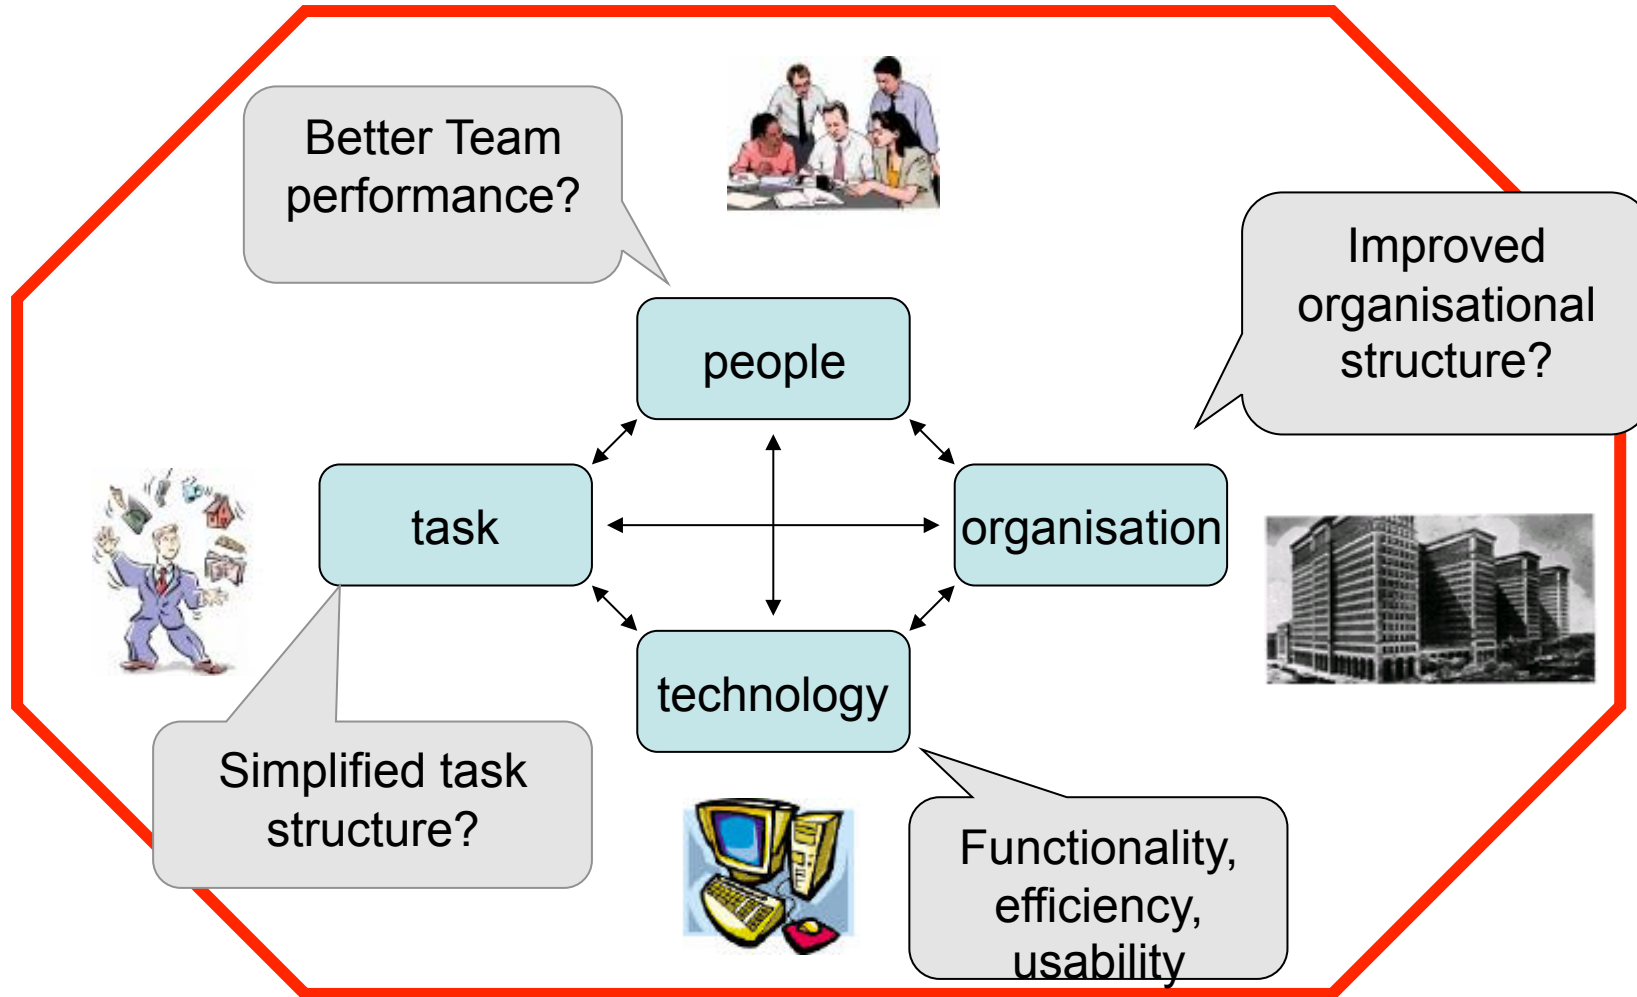 Better Team
performance?
Improved
organisational
structure?
people
task
organisation
technology
Simplified task
structure?
Functionality,
efficiency,
usability